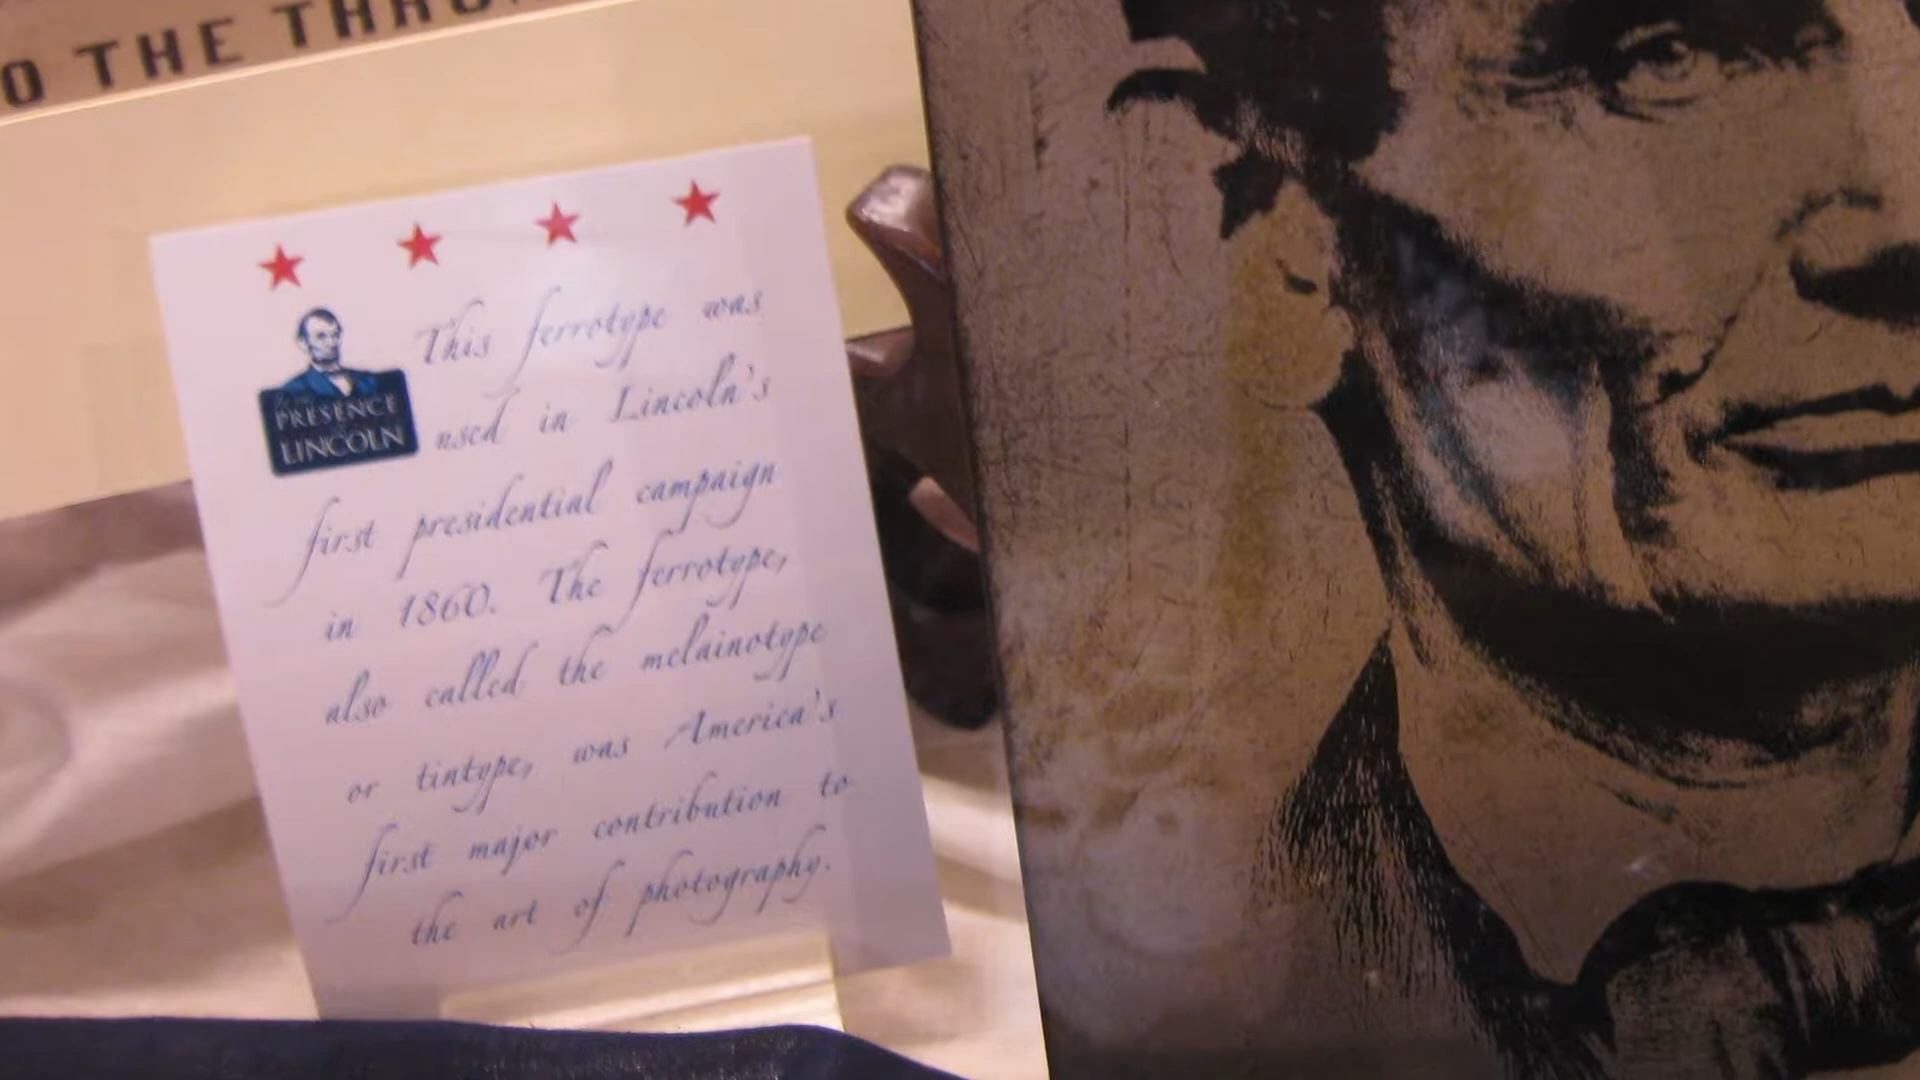 O THE THRO
PRESENCE
LINCOLN
This ferrotype was
used in Lincoln's
first presidential campaign
in 1860. The ferrotype,
also called the melainotype
or tintype, was America's
first major contribution to
the art of photography.